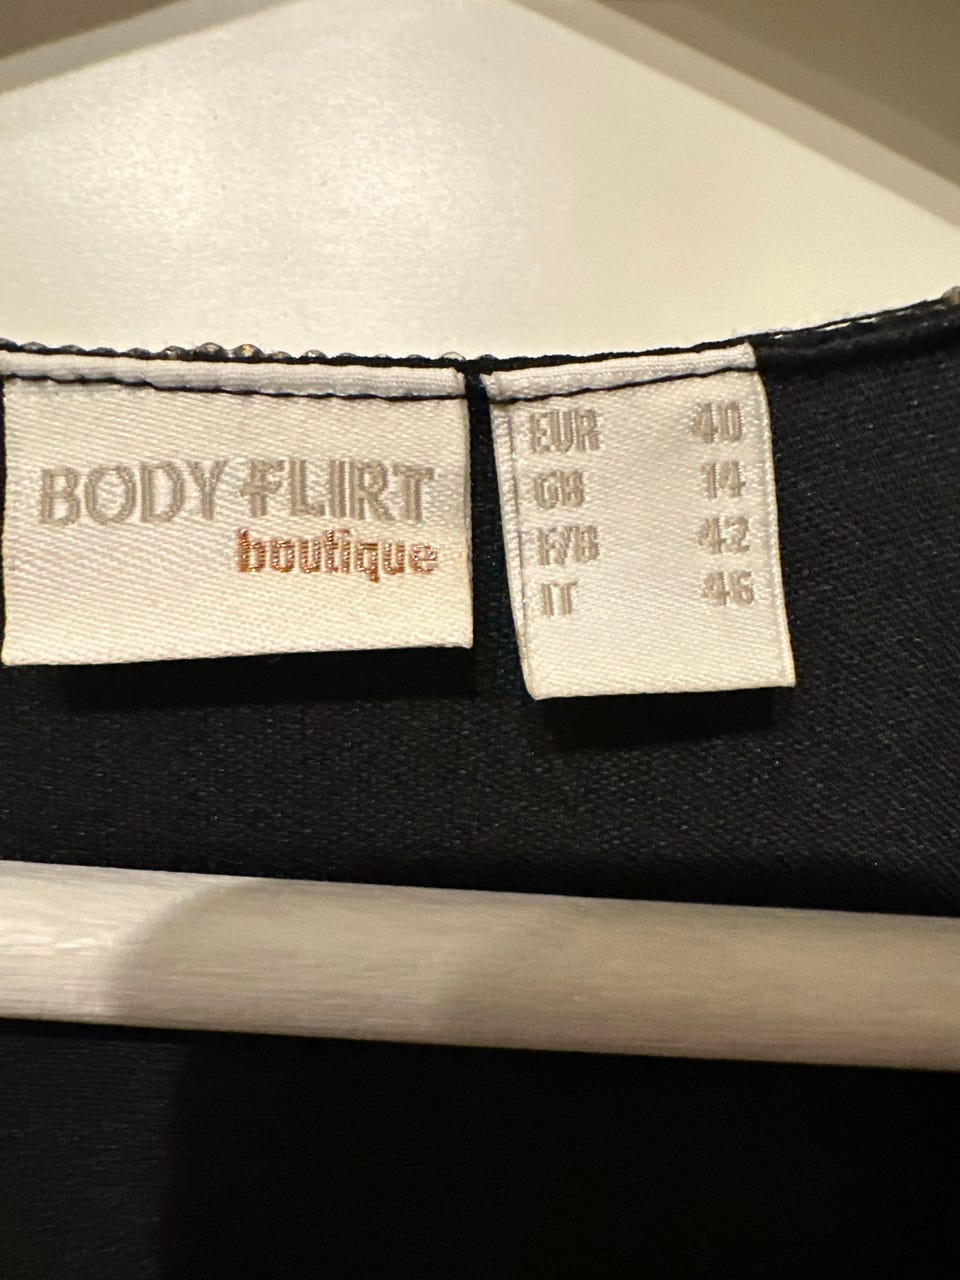 BODY FLIRT
boutique
EUR 40
GB 14
F/B 42
IT 46